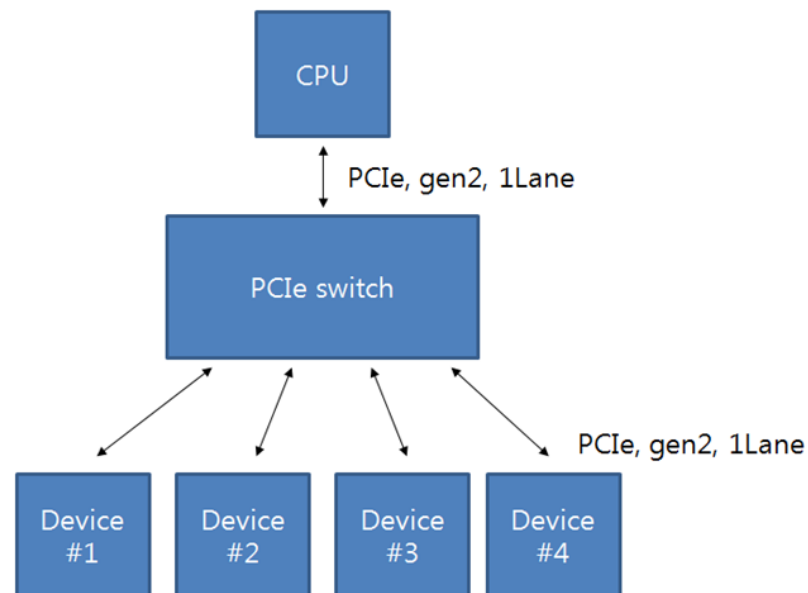 CPU
PCIe, gen2, 1Lane
PCIe switch
PCIe, gen2, 1Lane
Device
#1
Device
#2
Device
#3
Device
#4